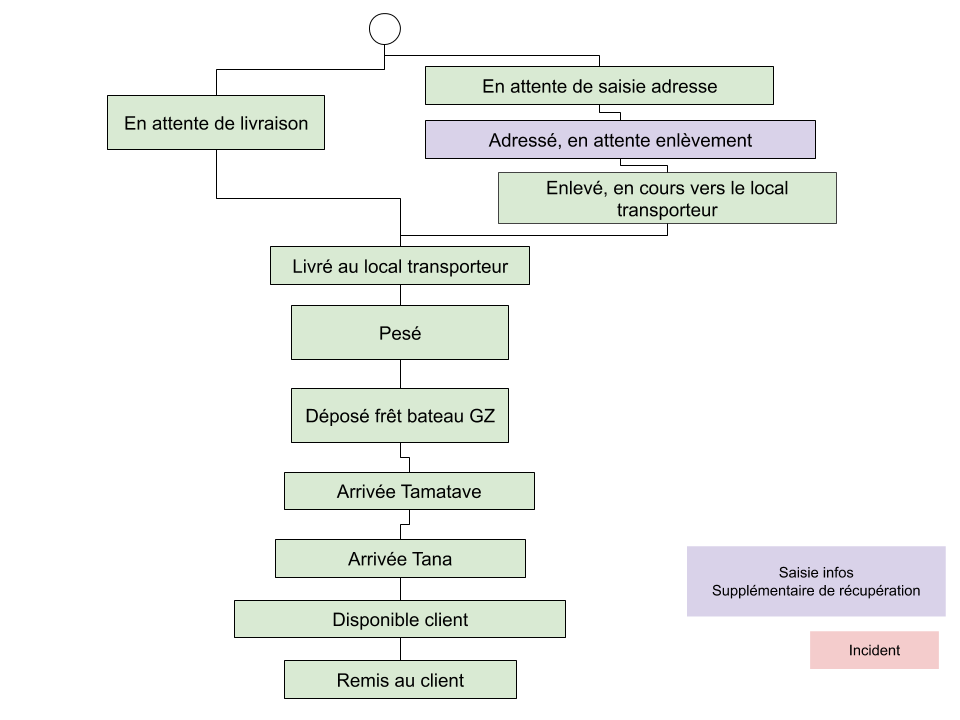 En attente de saisie adresse
En attente de livraison
Adressé, en attente enlèvement
Enlevé, en cours vers le local
transporteur
Livré au local transporteur
Pesé
Déposé frêt bateau GZ
Arrivée Tamatave
Arrivée Tana
Disponible client
Remis au client
Saisie infos
Supplémentaire de récupération
Incident